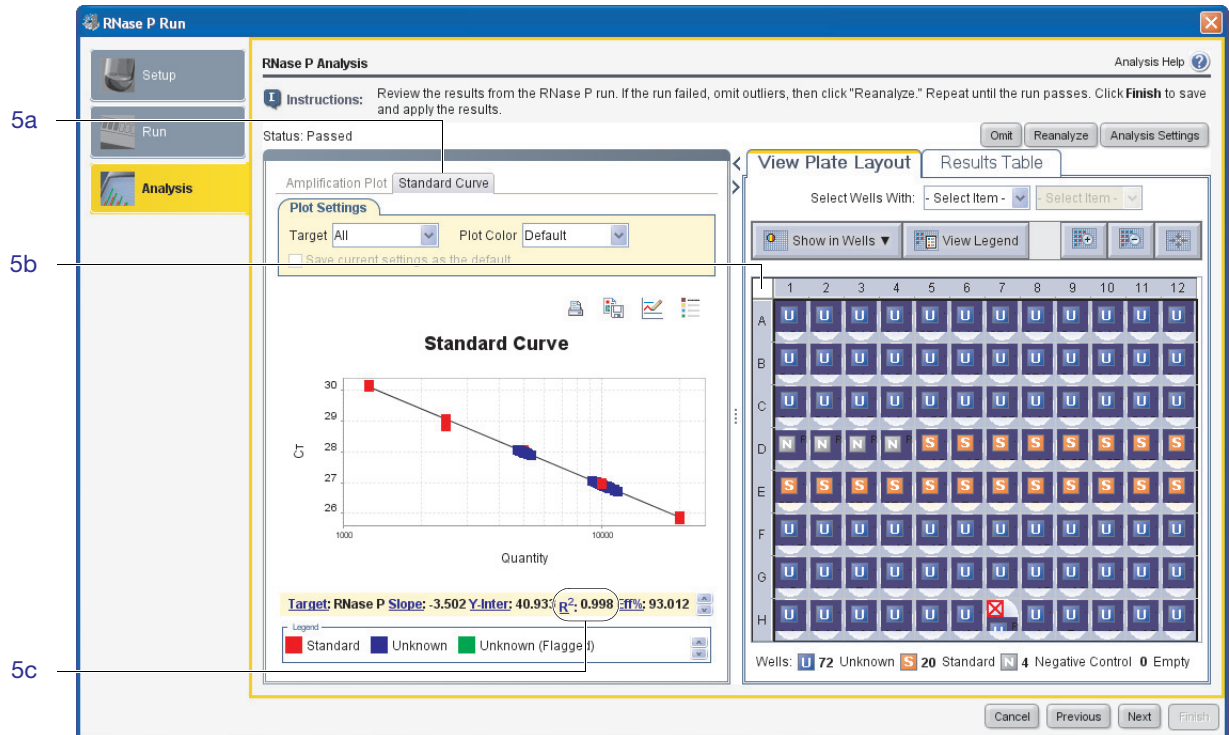 RNase P Run
Setup
Run
Analysis
RNase P Analysis
Analysis Help ?
Instructions: Review the results from the RNase P run. If the run failed, omit outliers, then click "Reanalyze." Repeat until the run passes. Click Finish to save
and apply the results.
Status: Passed
Omit Reanalyze Analysis Settings
5a
Amplification Plot Standard Curve
Plot Settings
Target All Plot Color Default
Save current settings as the default
5b
Standard Curve
30
29
28
27
26
CT
1000 10000
Quantity
Target: RNase P Slope: -3.502 Y-Inter: 40.933 R²: 0.998 Eff%: 93.012
Legend
Standard Unknown Unknown (Flagged)
5c
View Plate Layout Results Table
Select Wells With: - Select Item - - Select Item -
Show in Wells ▼ View Legend
1 2 3 4 5 6 7 8 9 10 11 12
A U U U U U U U U U U U U
B U U U U U U U U U U U U
C U U U U U U U U U U U U
D N N N N S S S S S S S S
E S S S S S S S S S S S S
F U U U U U U U U U U U U
G U U U U U U U U U U U U
H U U U U U U U U U U U U
Wells: U 72 Unknown S 20 Standard N 4 Negative Control 0 Empty
Cancel Previous Next Finish